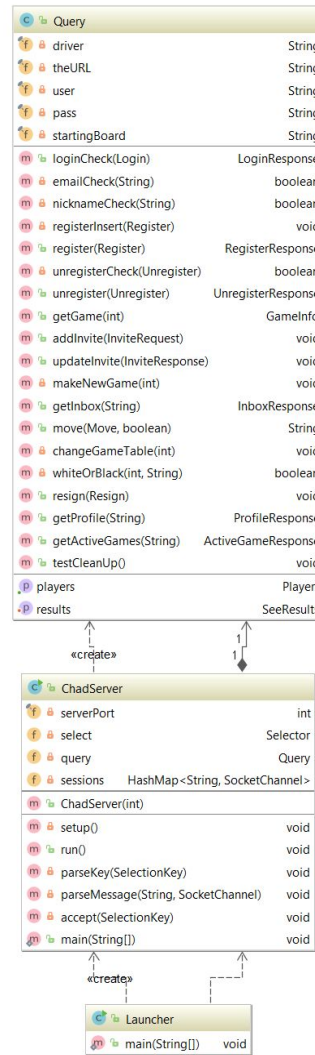 Query
driver String
theURL String
user String
pass String
startingBoard String
loginCheck(Login) LoginResponse
emailCheck(String) boolean
nicknameCheck(String) boolean
registerInsert(Register) void
register(Register) RegisterResponse
unregisterCheck(Unregister) boolean
unregister(Unregister) UnregisterResponse
getGame(int) GameInfo
addInvite(InviteRequest) void
updateInvite(InviteResponse) void
makeNewGame(int) void
getInbox(String) InboxResponse
move(Move, boolean) String
changeGameTable(int) void
whiteOrBlack(int, String) boolean
resign(Resign) void
getProfile(String) ProfileResponse
getActiveGames(String) ActiveGameResponse
testCleanUp() void
players Player
results SeeResults
1
«create» 1
ChadServer
serverPort int
select Selector
query Query
sessions HashMap<String, SocketChannel>
ChadServer(int)
setup() void
run() void
parseKey(SelectionKey) void
parseMessage(String, SocketChannel) void
accept(SelectionKey) void
main(String[]) void
«create»
Launcher
main(String[]) void